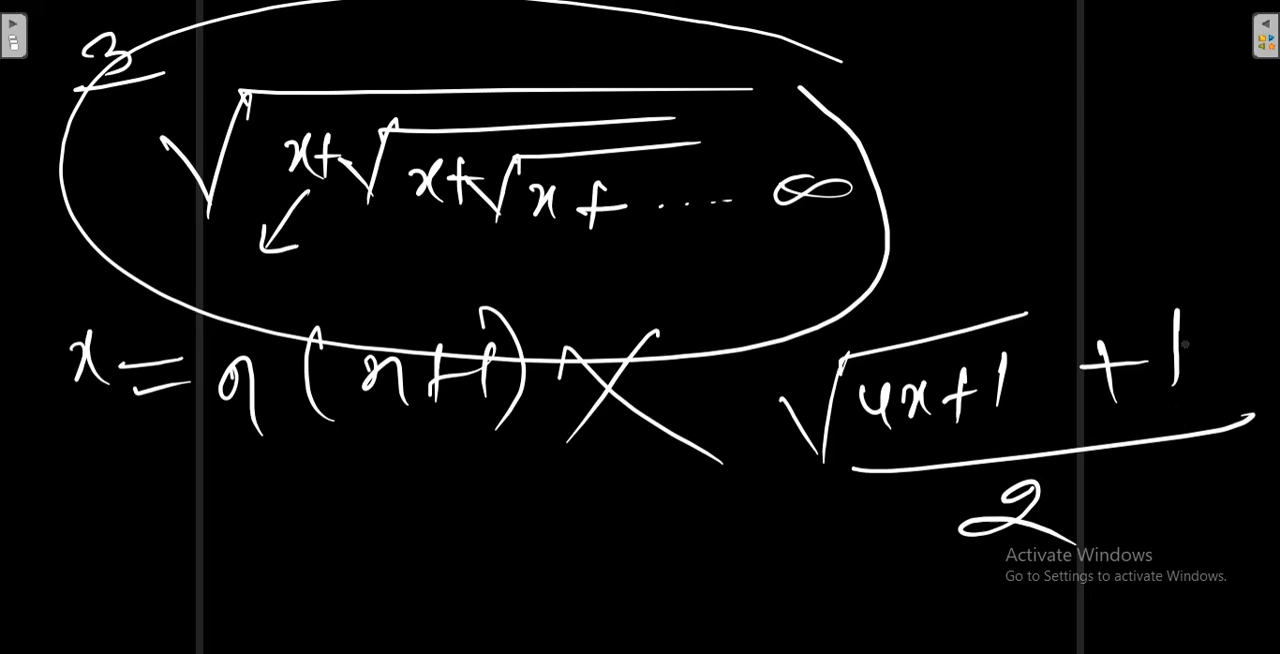 3
√(x+√(x+√(x+ ..... ∞
x = n(n+1) ×
(√(4x+1) +1)/2
Activate Windows
Go to Settings to activate Windows.